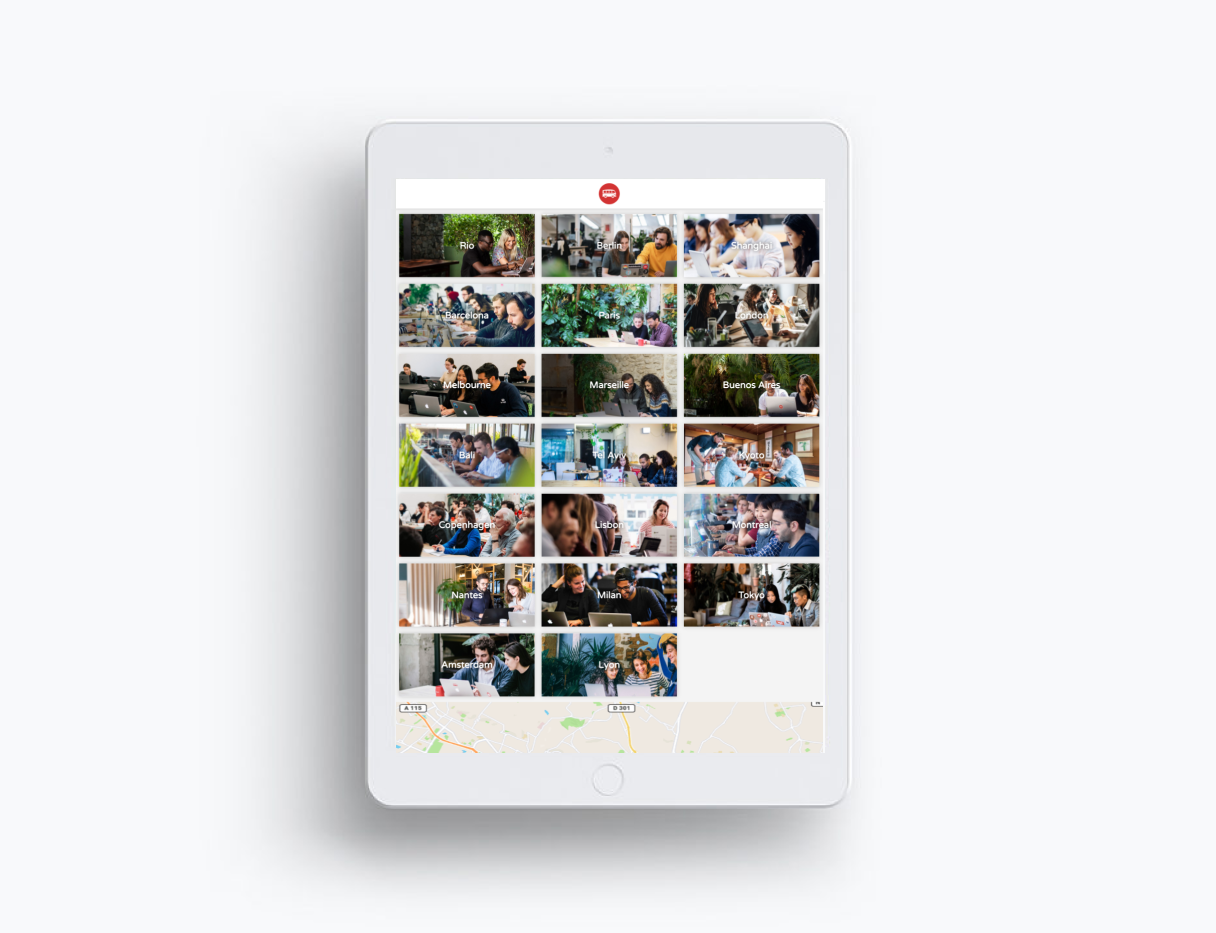 Rio
Berlin
Shanghai
Barcelona
Paris
London
Melbourne
Marseille
Buenos Aires
Bali
Tel Aviv
Kyoto
Copenhagen
Lisbon
Montreal
Nantes
Milan
Tokyo
Amsterdam
Lyon
A 115
D 301